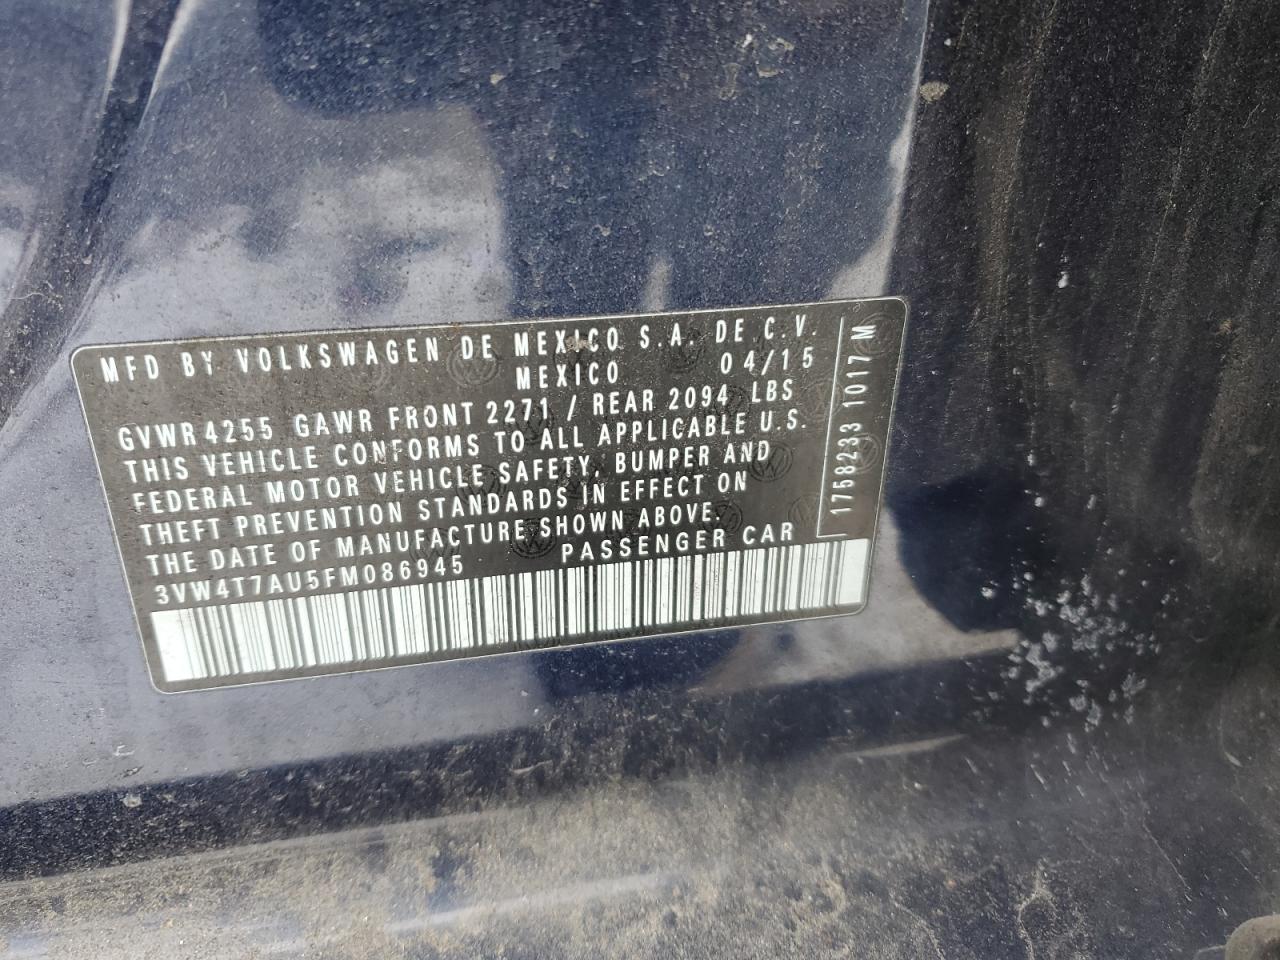 MFD BY VOLKSWAGEN DE MEXICO S.A. DE C.V.
MEXICO 04/15
GVWR 4255 GAWR FRONT 2271 / REAR 2094 LBS
THIS VEHICLE CONFORMS TO ALL APPLICABLE U.S.
FEDERAL MOTOR VEHICLE SAFETY, BUMPER AND
THEFT PREVENTION STANDARDS IN EFFECT ON
THE DATE OF MANUFACTURE SHOWN ABOVE.
3VW4T7AU5FM086945 PASSENGER CAR
1758233 1017 M